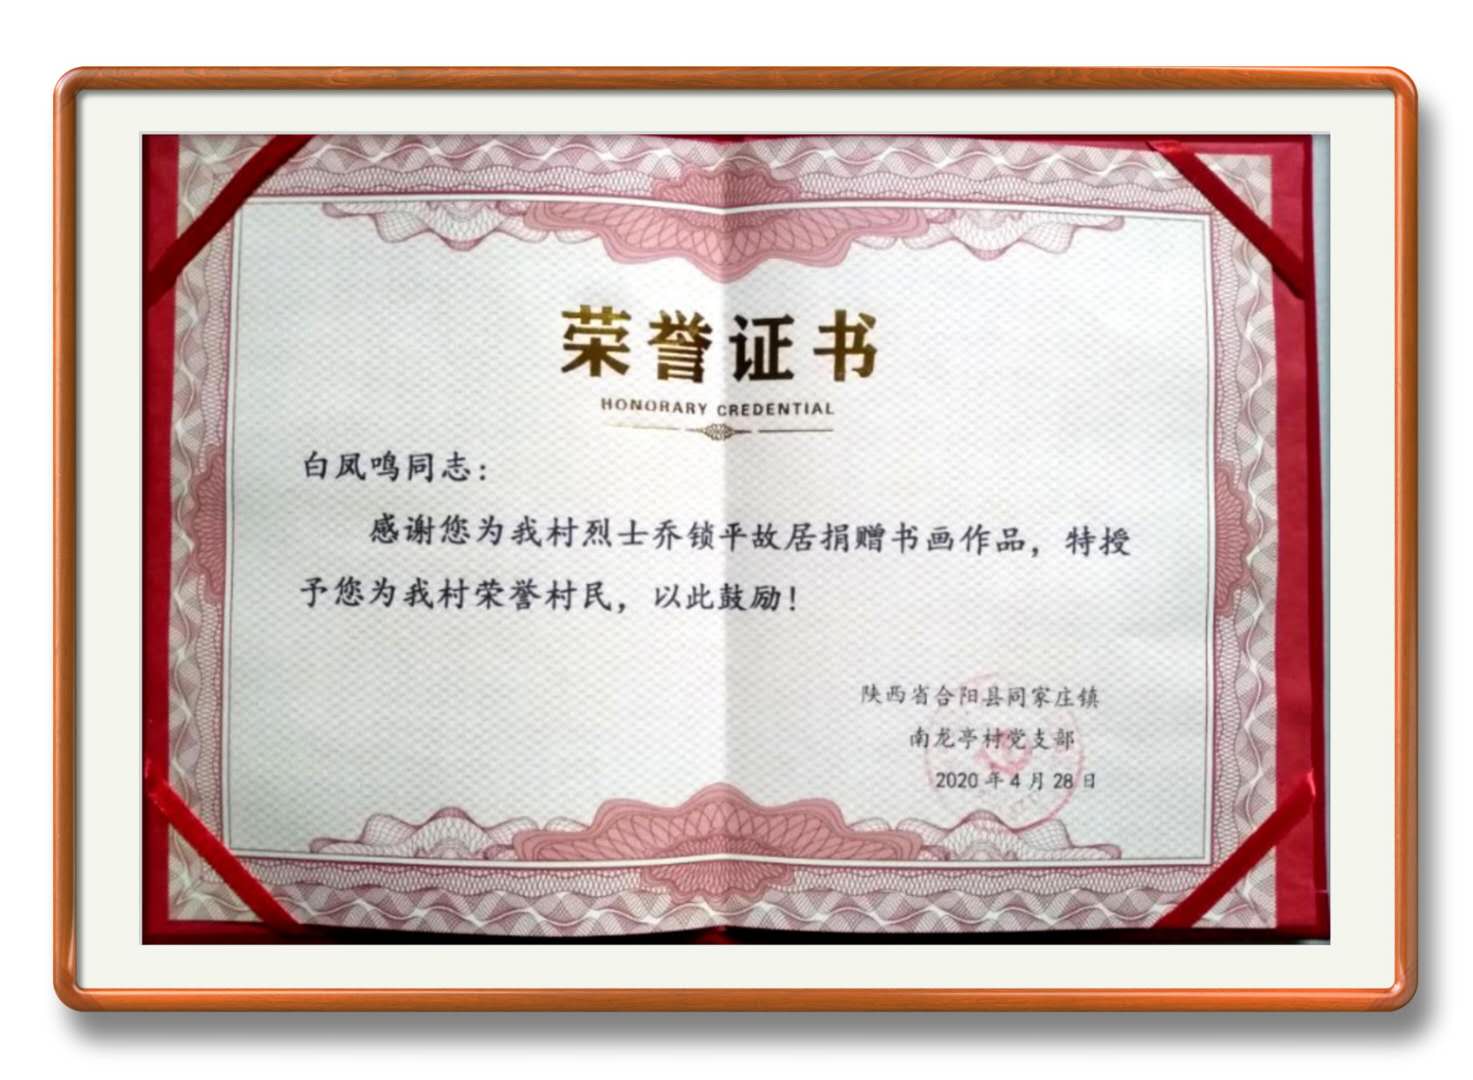 荣誉证书
HONORARY CREDENTIAL
白凤鸣同志：
感谢您为我村烈士乔锁平故居捐赠书画作品，特授
予您为我村荣誉村民，以此鼓励！
陕西省合阳县同家庄镇
南龙亭村党支部
2020年4月28日